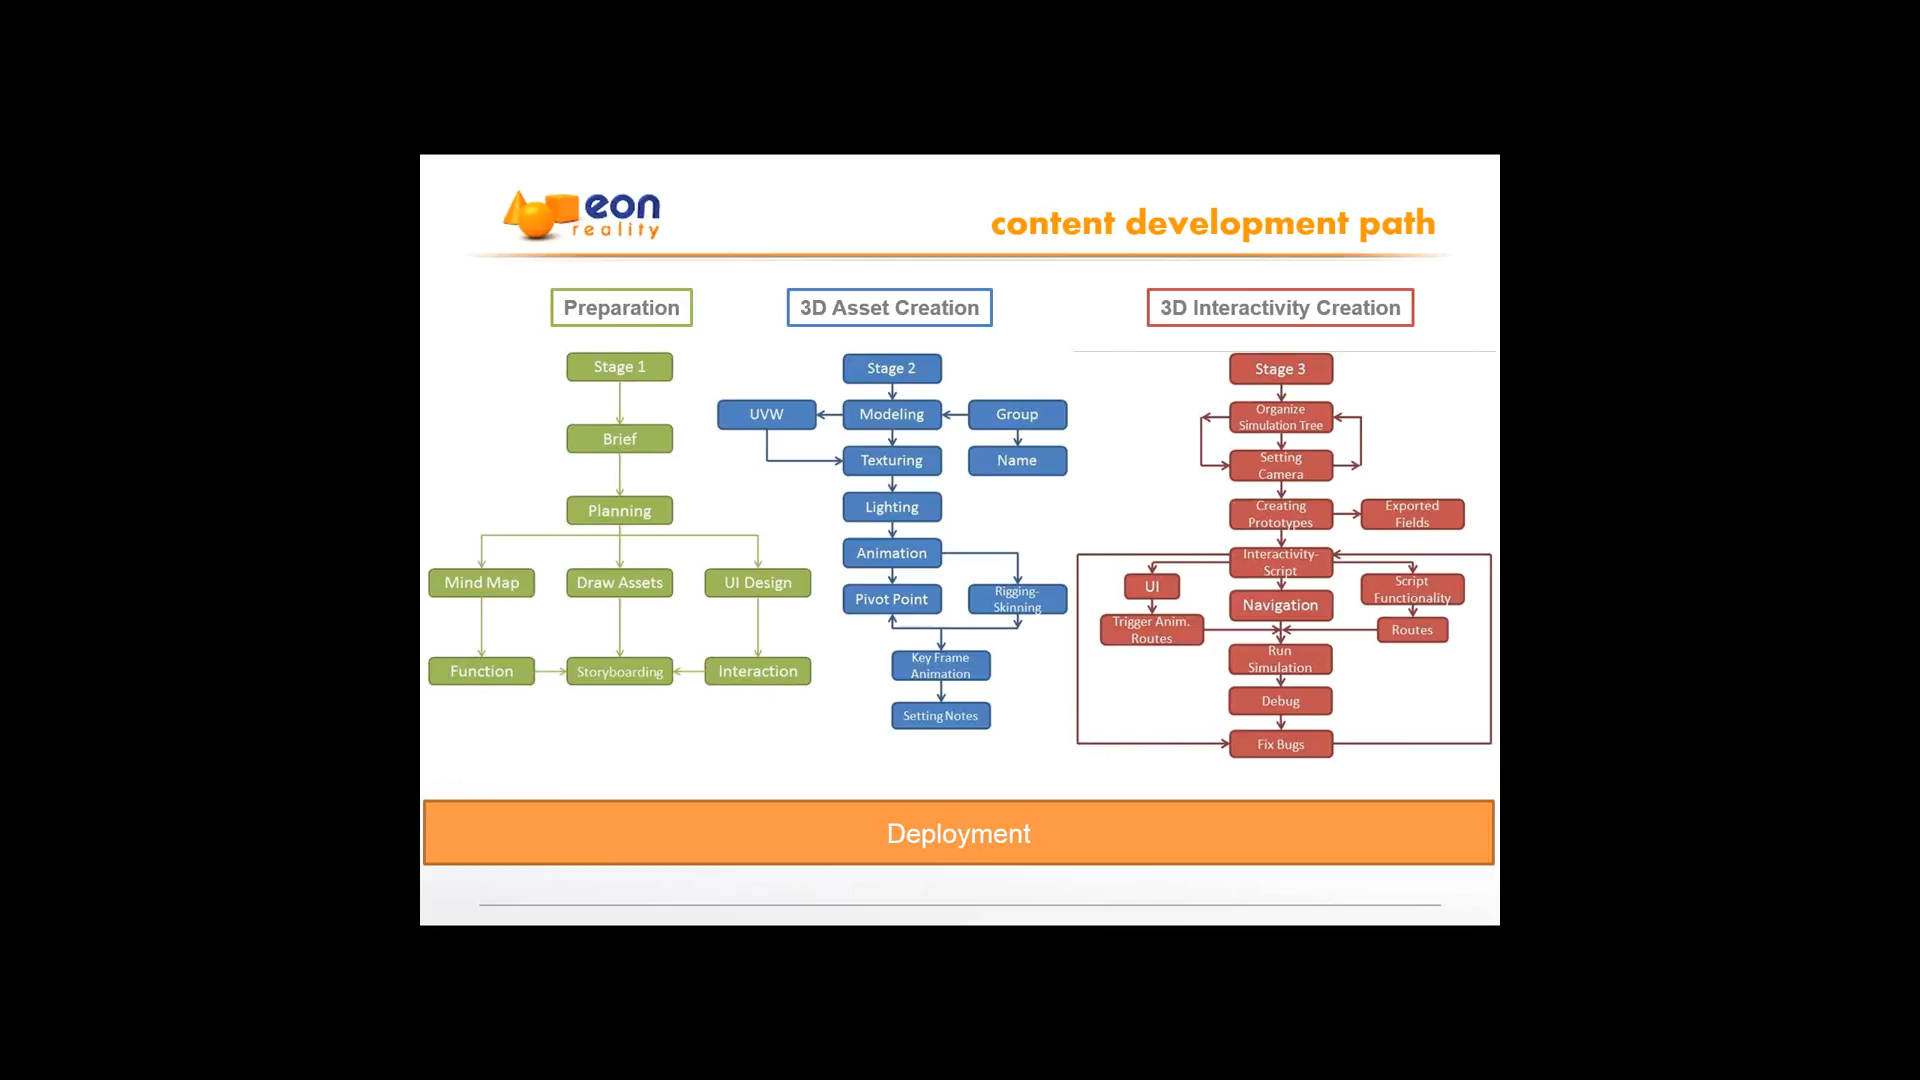 eon
reality
content development path
Preparation
3D Asset Creation
3D Interactivity Creation
Stage 1
Brief
Planning
Mind Map
Draw Assets
UI Design
Function
Storyboarding
Interaction
Stage 2
UVW
Modeling
Group
Texturing
Name
Lighting
Animation
Pivot Point
Rigging-
Skinning
Key Frame
Animation
Setting Notes
Stage 3
Organize
Simulation Tree
Setting
Camera
Creating
Prototypes
Exported
Fields
Interactivity-
Script
UI
Script
Functionality
Navigation
Trigger Anim.
Routes
Routes
Run
Simulation
Debug
Fix Bugs
Deployment